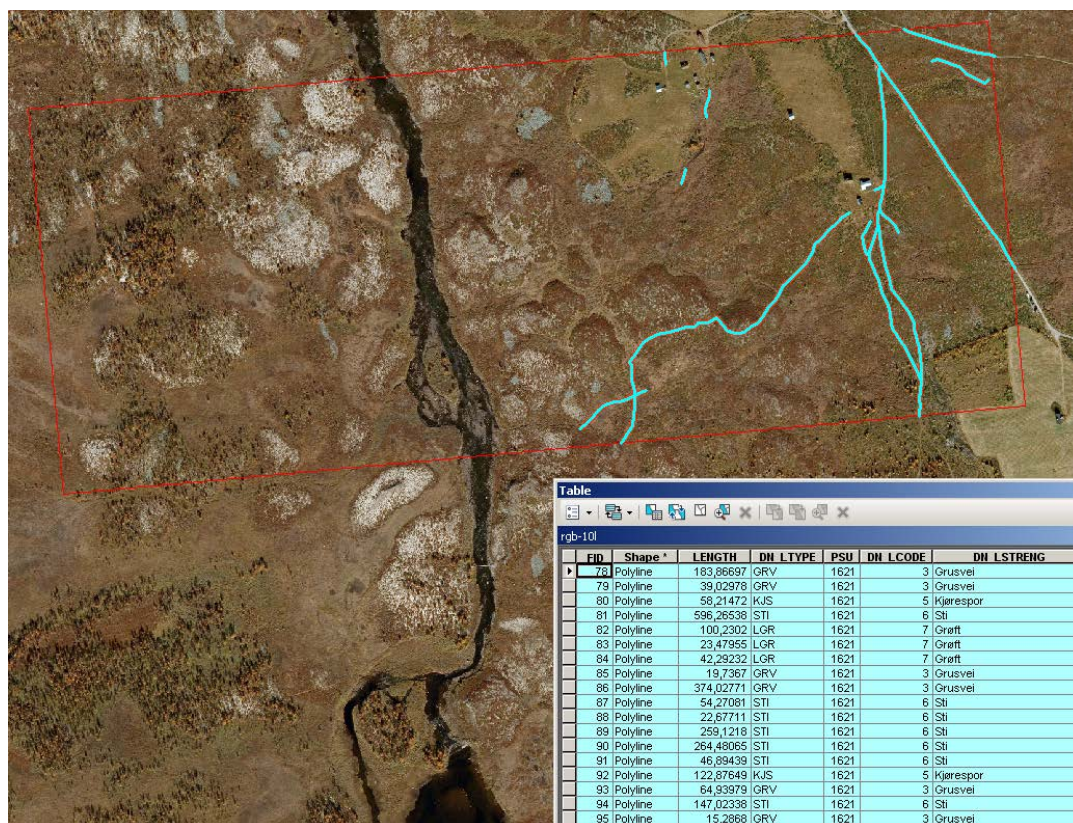 Table
rgb-10l
FID Shape * LENGTH DN_LTYPE PSU DN_LCODE DN_LSTRENG
78 Polyline 183,86697 GRV 1621 3 Grusvei
79 Polyline 39,02978 GRV 1621 3 Grusvei
80 Polyline 58,21472 KJS 1621 5 Kjørespor
81 Polyline 596,26538 STI 1621 6 Sti
82 Polyline 100,2302 LGR 1621 7 Grøft
83 Polyline 23,47955 LGR 1621 7 Grøft
84 Polyline 42,29232 LGR 1621 7 Grøft
85 Polyline 19,7367 GRV 1621 3 Grusvei
86 Polyline 374,02771 GRV 1621 3 Grusvei
87 Polyline 54,27081 STI 1621 6 Sti
88 Polyline 22,67711 STI 1621 6 Sti
89 Polyline 259,1218 STI 1621 6 Sti
90 Polyline 264,48065 STI 1621 6 Sti
91 Polyline 46,89439 STI 1621 6 Sti
92 Polyline 122,87649 KJS 1621 5 Kjørespor
93 Polyline 64,93979 GRV 1621 3 Grusvei
94 Polyline 147,02338 STI 1621 6 Sti
95 Polyline 15,2868 GRV 1621 3 Grusvei